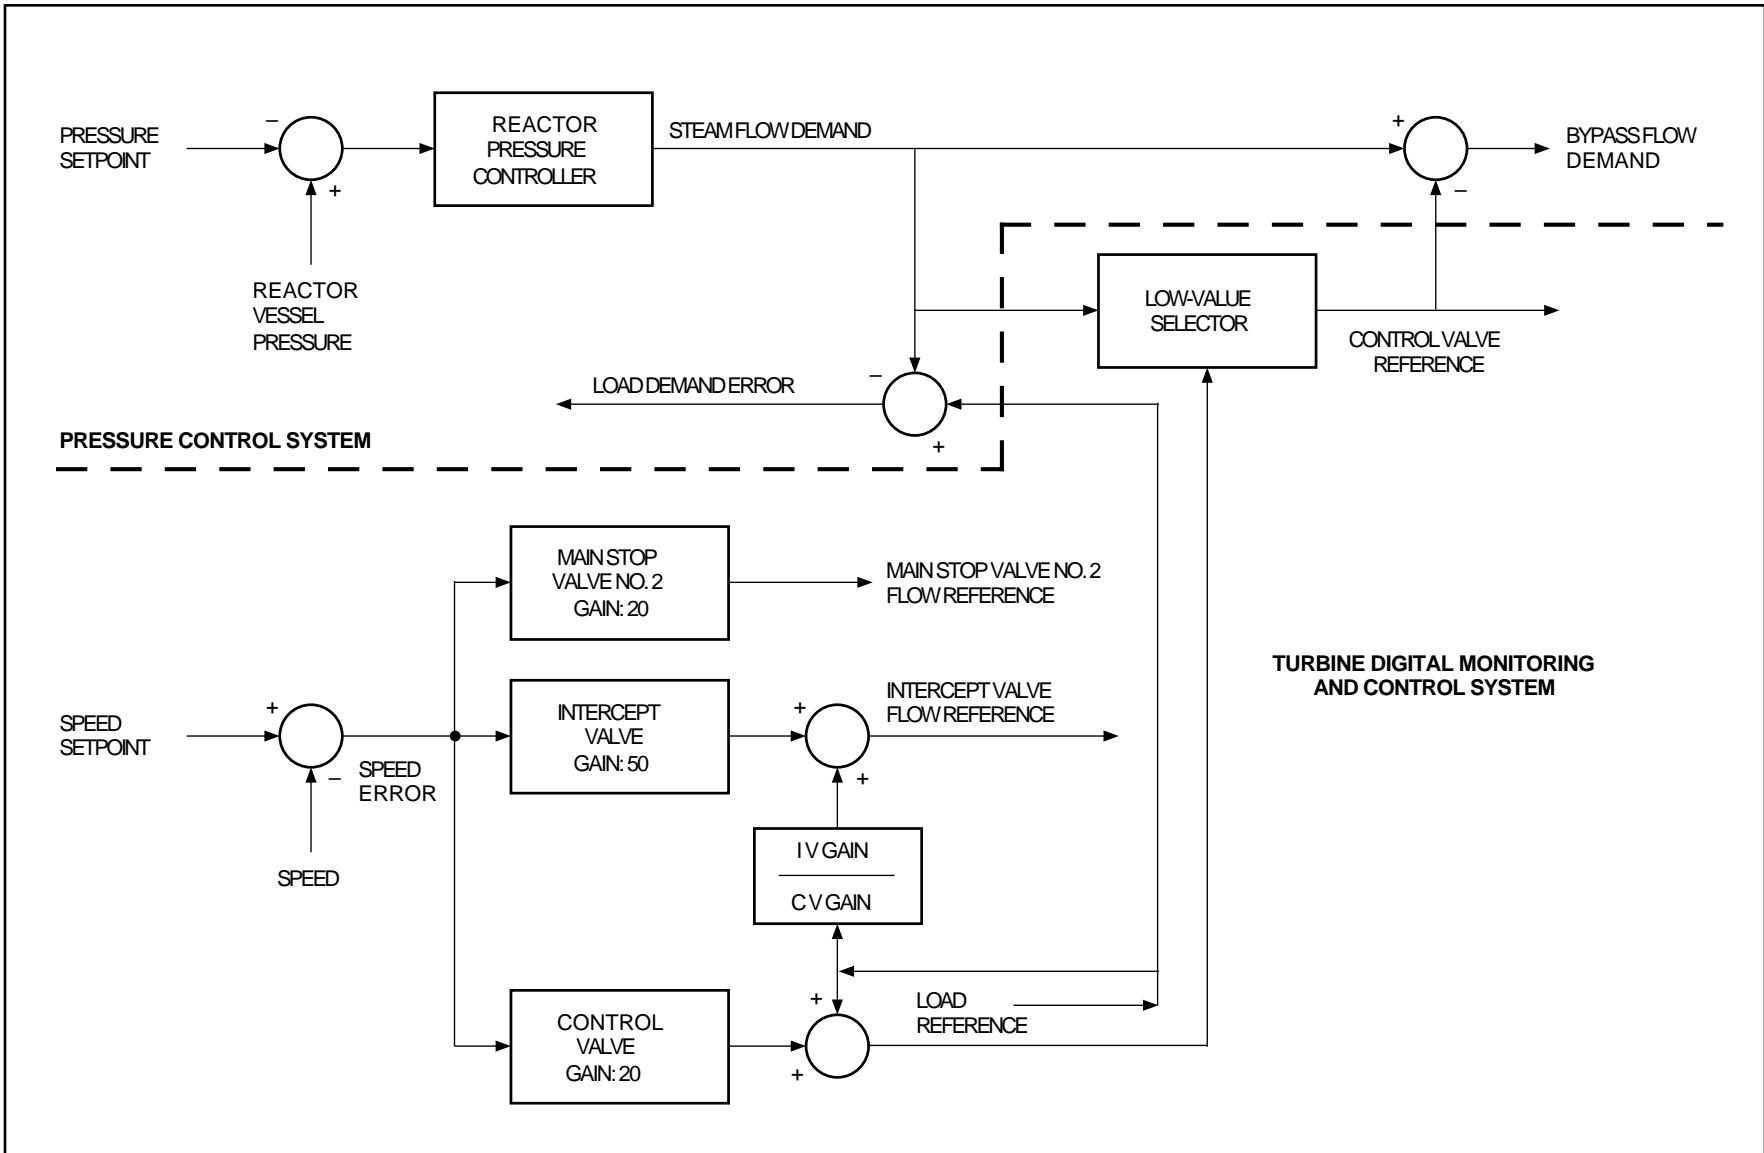 PRESSURE
SETPOINT
–
+
REACTOR
VESSEL
PRESSURE
REACTOR
PRESSURE
CONTROLLER
STEAM FLOW DEMAND
+
–
BYPASS FLOW
DEMAND
LOW-VALUE
SELECTOR
CONTROL VALVE
REFERENCE
LOAD DEMAND ERROR
–
+
PRESSURE CONTROL SYSTEM
MAIN STOP
VALVE NO. 2
GAIN: 20
MAIN STOP VALVE NO. 2
FLOW REFERENCE
TURBINE DIGITAL MONITORING
AND CONTROL SYSTEM
SPEED
SETPOINT
+
–
SPEED
ERROR
SPEED
INTERCEPT
VALVE
GAIN: 50
+
+
INTERCEPT VALVE
FLOW REFERENCE
I V GAIN
C V GAIN
CONTROL
VALVE
GAIN: 20
+
+
LOAD
REFERENCE